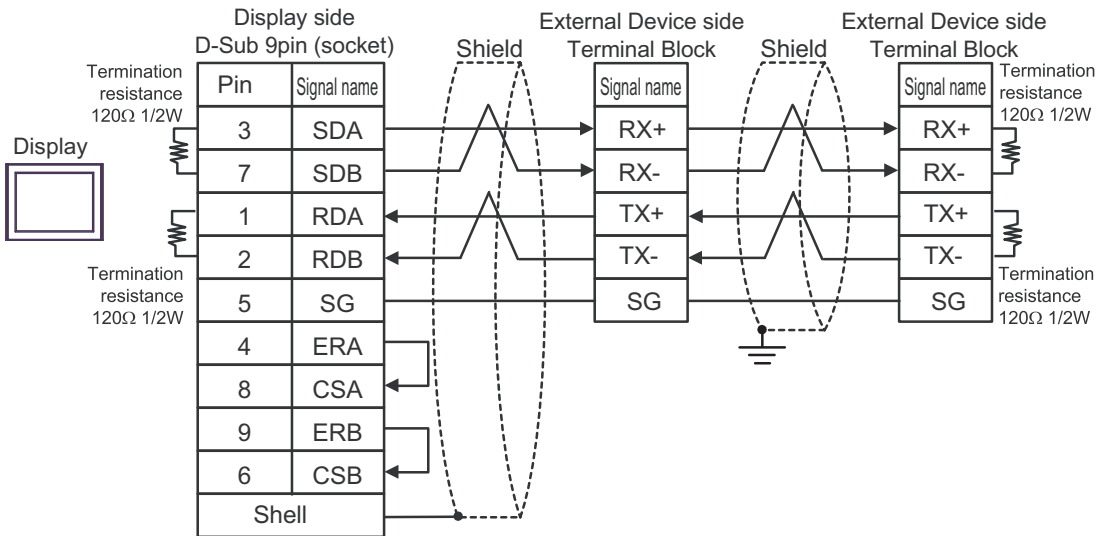 Display side
D-Sub 9pin (socket)
Shield
External Device side
Terminal Block
Shield
External Device side
Terminal Block
Termination
resistance
120Ω 1/2W
Termination
resistance
120Ω 1/2W
Display
Pin Signal name
3 SDA
7 SDB
1 RDA
2 RDB
5 SG
4 ERA
8 CSA
9 ERB
6 CSB
Shell
Signal name
RX+
RX-
TX+
TX-
SG
Signal name
RX+
RX-
TX+
TX-
SG
Termination
resistance
120Ω 1/2W
Termination
resistance
120Ω 1/2W